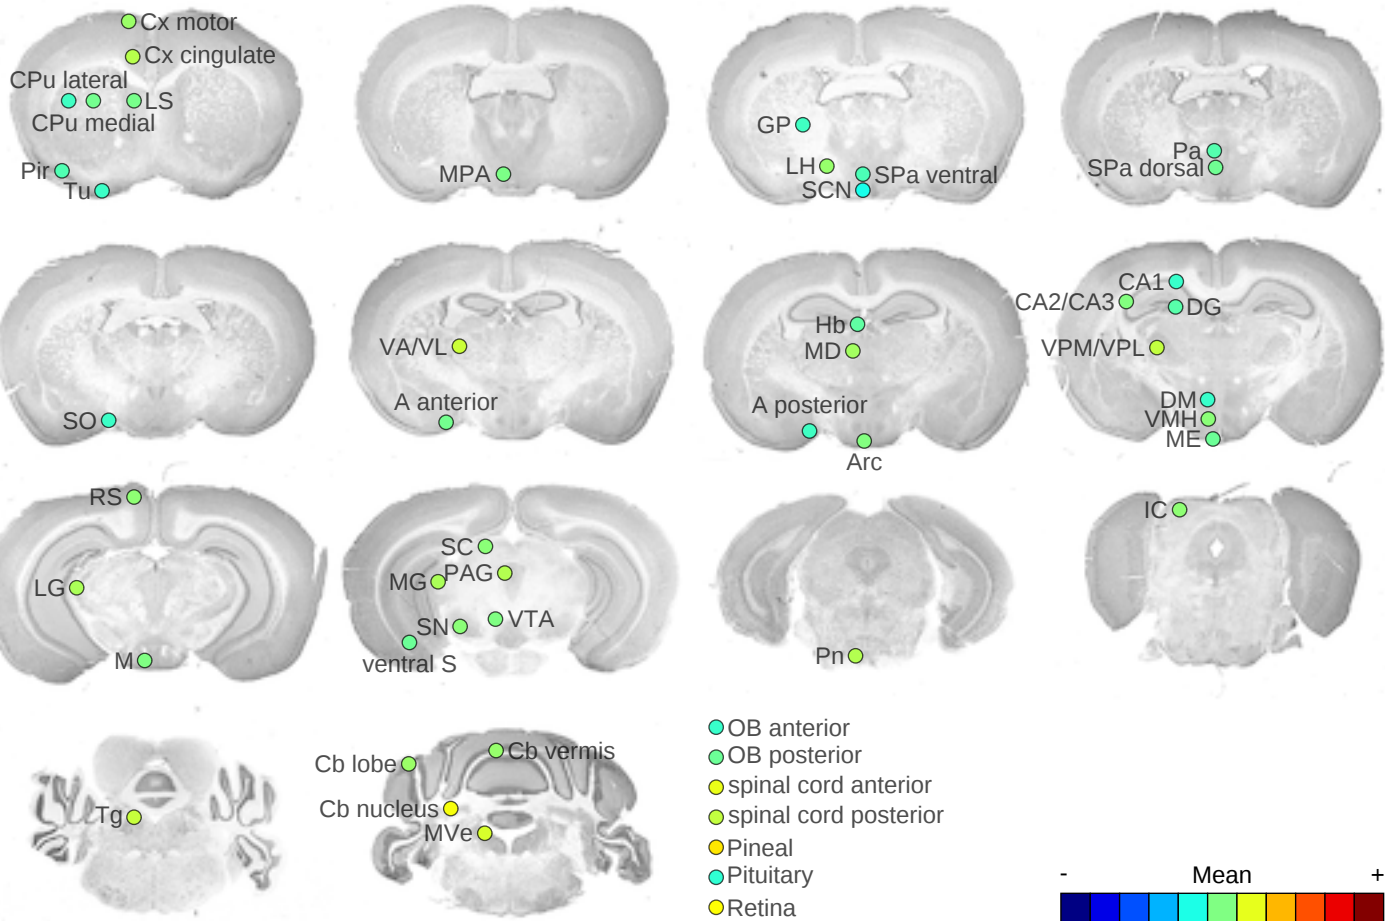 Cx motor
Cx cingulate
CPu lateral
LS
CPu medial
Pir
Tu
MPA
GP
LH
SPa ventral
SCN
Pa
SPa dorsal
SO
VA/VL
A anterior
Hb
MD
A posterior
Arc
CA1
CA2/CA3
DG
VPM/VPL
DM
VMH
ME
RS
LG
M
SC
MG
PAG
SN
VTA
ventral S
Pn
IC
Tg
Cb lobe
Cb vermis
Cb nucleus
MVe
OB anterior
OB posterior
spinal cord anterior
spinal cord posterior
Pineal
Pituitary
Retina
- Mean +